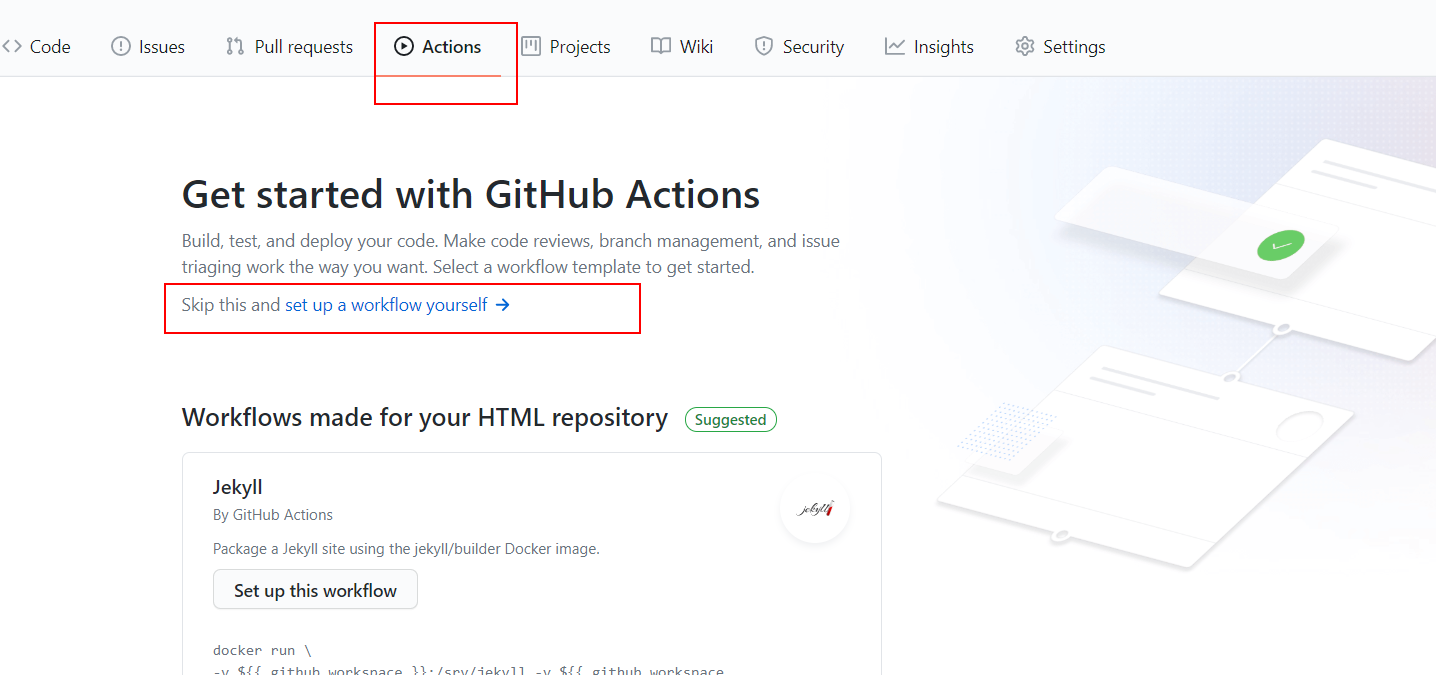 Code Issues Pull requests Actions Projects Wiki Security Insights Settings
Get started with GitHub Actions
Build, test, and deploy your code. Make code reviews, branch management, and issue
triaging work the way you want. Select a workflow template to get started.
Skip this and set up a workflow yourself →
Workflows made for your HTML repository Suggested
Jekyll
By GitHub Actions
jekyll
Package a Jekyll site using the jekyll/builder Docker image.
Set up this workflow
docker run \
-v ${{ github.workspace }}:/srv/jekyll -v ${{ github.workspace